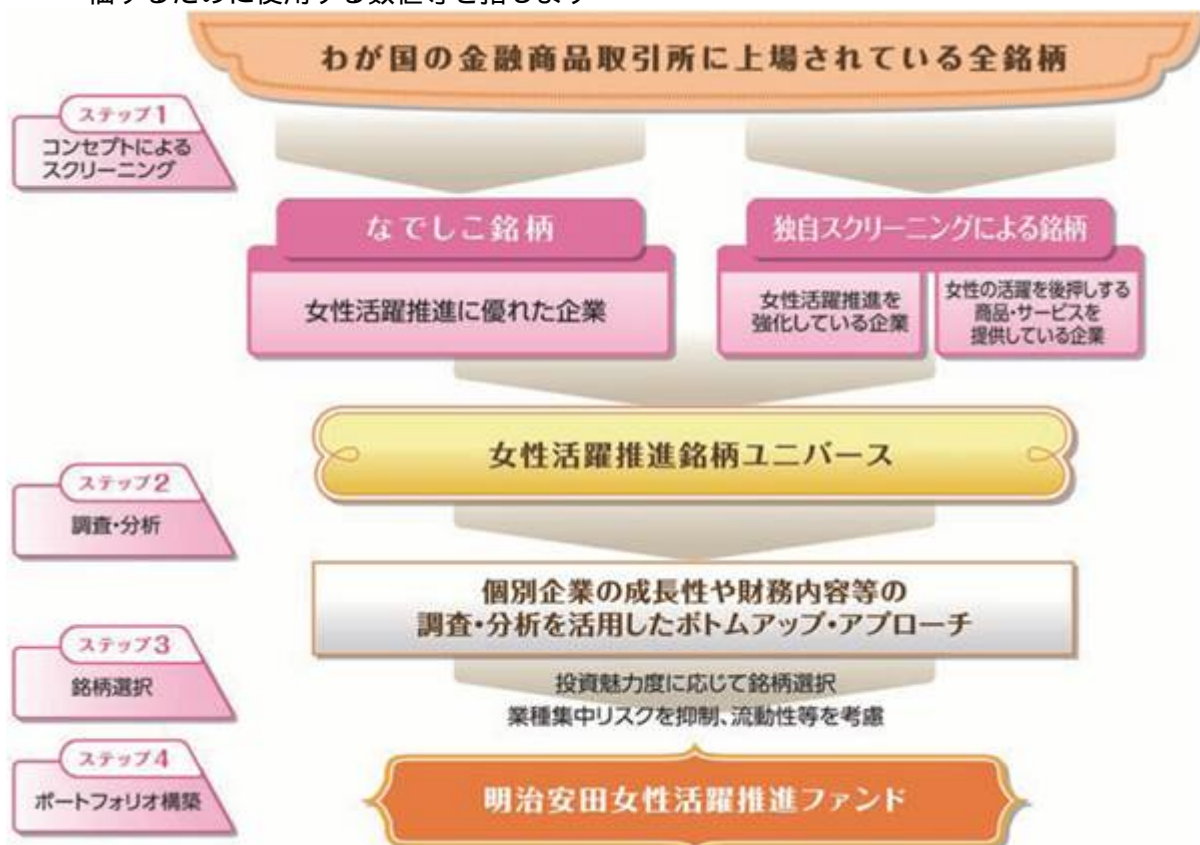 わが国の金融商品取引所に上場されている全銘柄
ステップ1
コンセプトによる
スクリーニング
なでしこ銘柄
女性活躍推進に優れた企業
独自スクリーニングによる銘柄
女性活躍推進を
強化している企業
女性の活躍を後押しする
商品・サービスを
提供している企業
女性活躍推進銘柄ユニバース
ステップ2
調査・分析
個別企業の成長性や財務内容等の
調査・分析を活用したボトムアップ・アプローチ
ステップ3
銘柄選択
投資魅力度に応じて銘柄選択
業種集中リスクを抑制、流動性等を考慮
ステップ4
ポートフォリオ構築
明治安田女性活躍推進ファンド